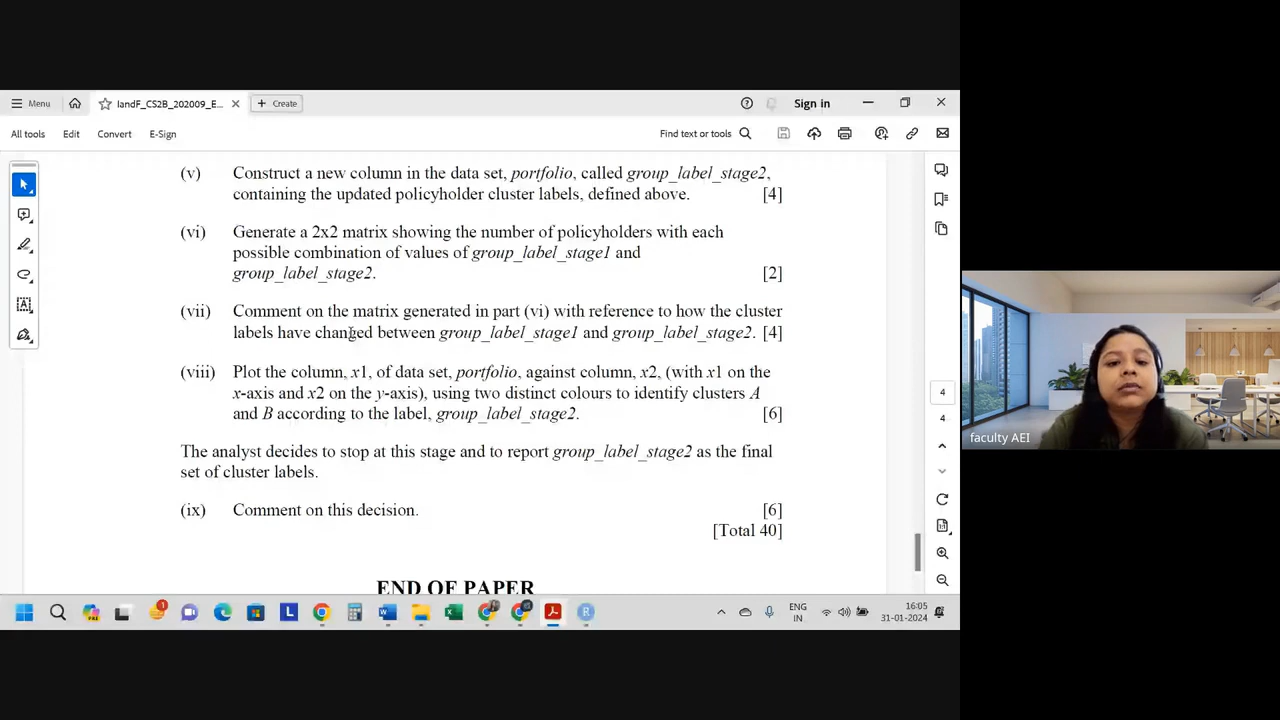 Menu
IandF_CS2B_202009_E...
Create
Sign in
All tools
Edit
Convert
E-Sign
Find text or tools
(v) Construct a new column in the data set, portfolio, called group_label_stage2,
containing the updated policyholder cluster labels, defined above. [4]
(vi) Generate a 2x2 matrix showing the number of policyholders with each
possible combination of values of group_label_stage1 and
group_label_stage2. [2]
(vii) Comment on the matrix generated in part (vi) with reference to how the cluster
labels have changed between group_label_stage1 and group_label_stage2. [4]
(viii) Plot the column, x1, of data set, portfolio, against column, x2, (with x1 on the
x-axis and x2 on the y-axis), using two distinct colours to identify clusters A
and B according to the label, group_label_stage2. [6]
The analyst decides to stop at this stage and to report group_label_stage2 as the final
set of cluster labels.
(ix) Comment on this decision. [6]
[Total 40]
END OF PAPER
4
4
faculty AEI
1
ENG
IN
16:05
31-01-2024